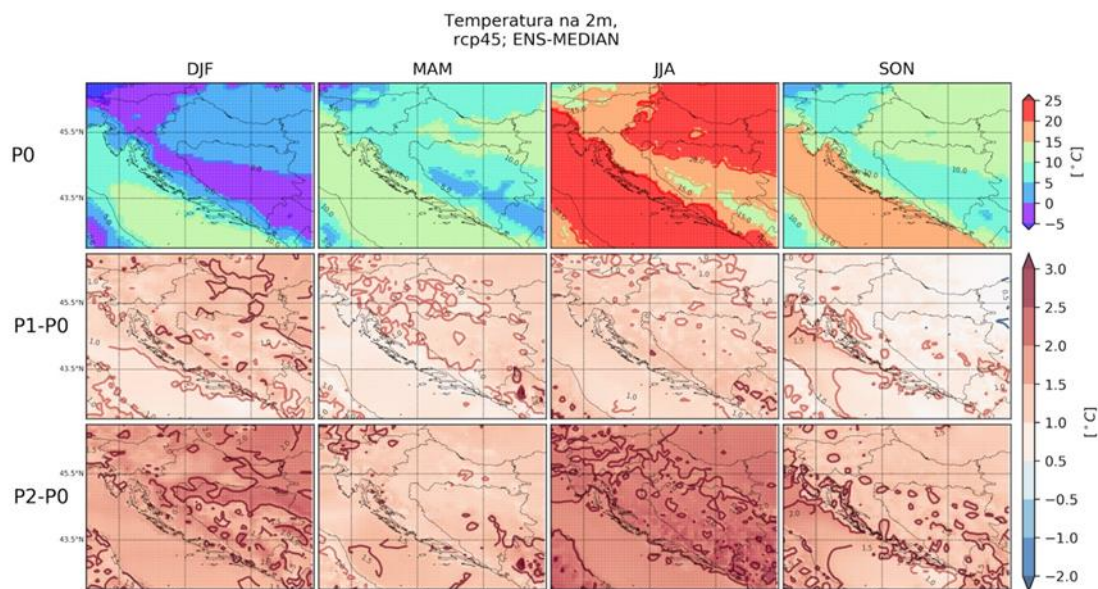 Temperatura na 2m,
rcp45; ENS-MEDIAN
DJF MAM JJA SON
P0
45.5°N
43.5°N
25
20
15
10
5
0
−5
[°C]
P1-P0
45.5°N
43.5°N
P2-P0
45.5°N
43.5°N
3.0
2.5
2.0
1.5
1.0
0.5
−0.5
−1.0
−2.0
[°C]